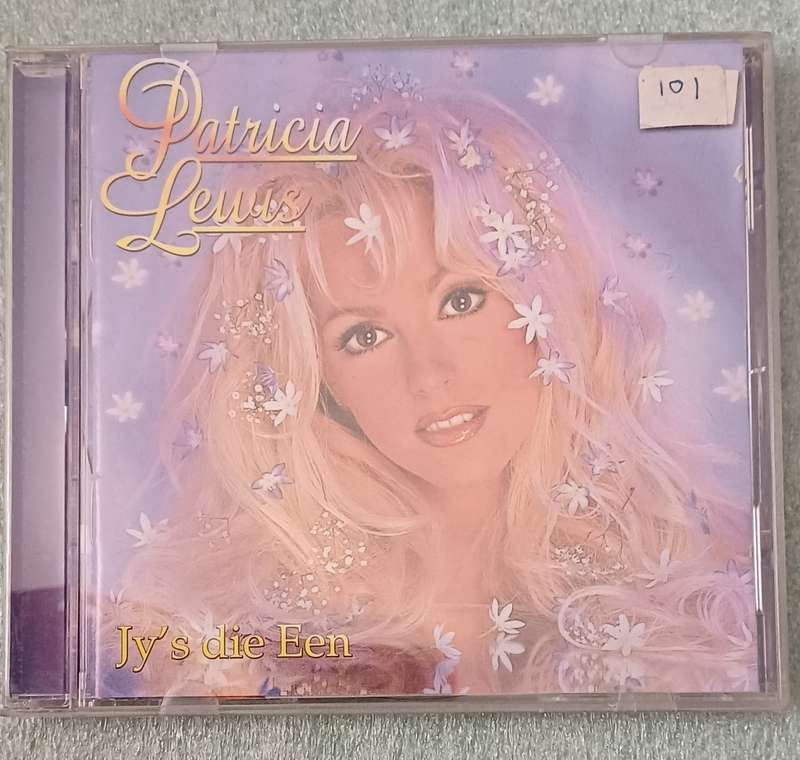 Patricia
Lewis
101
Jy's die Een